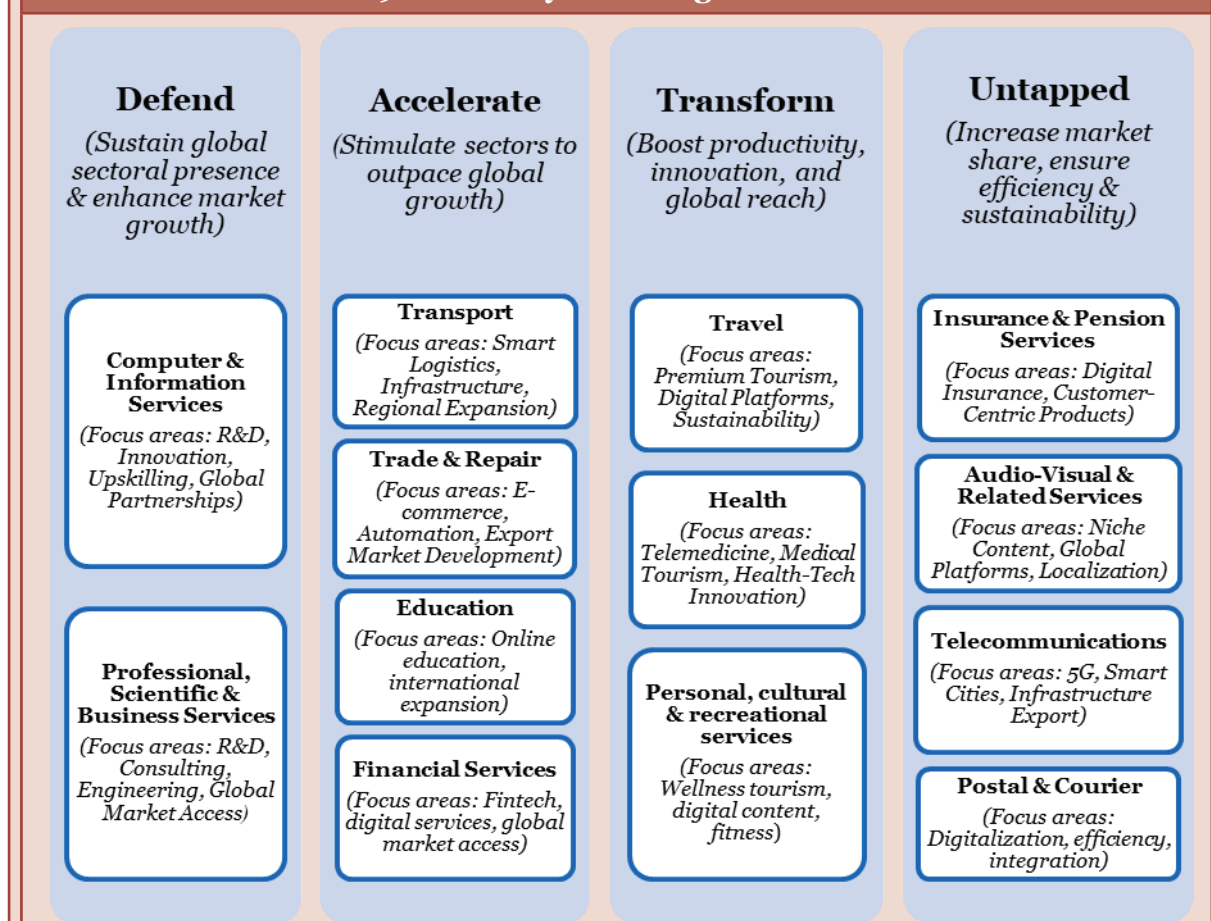 Defend
(Sustain global
sectoral presence
& enhance market
growth)
Computer &
Information
Services
(Focus areas: R&D,
Innovation,
Upskilling, Global
Partnerships)
Professional,
Scientific &
Business Services
(Focus areas: R&D,
Consulting,
Engineering, Global
Market Access)
Accelerate
(Stimulate sectors to
outpace global
growth)
Transport
(Focus areas: Smart
Logistics,
Infrastructure,
Regional Expansion)
Trade & Repair
(Focus areas: E-
commerce,
Automation, Export
Market Development)
Education
(Focus areas: Online
education,
international
expansion)
Financial Services
(Focus areas: Fintech,
digital services, global
market access)
Transform
(Boost productivity,
innovation, and
global reach)
Travel
(Focus areas:
Premium Tourism,
Digital Platforms,
Sustainability)
Health
(Focus areas:
Telemedicine, Medical
Tourism, Health-Tech
Innovation)
Personal, cultural
& recreational
services
(Focus areas:
Wellness tourism,
digital content,
fitness)
Untapped
(Increase market
share, ensure
efficiency &
sustainability)
Insurance & Pension
Services
(Focus areas: Digital
Insurance, Customer-
Centric Products)
Audio-Visual &
Related Services
(Focus areas: Niche
Content, Global
Platforms, Localization)
Telecommunications
(Focus areas: 5G, Smart
Cities, Infrastructure
Export)
Postal & Courier
(Focus areas:
Digitalization, efficiency,
integration)